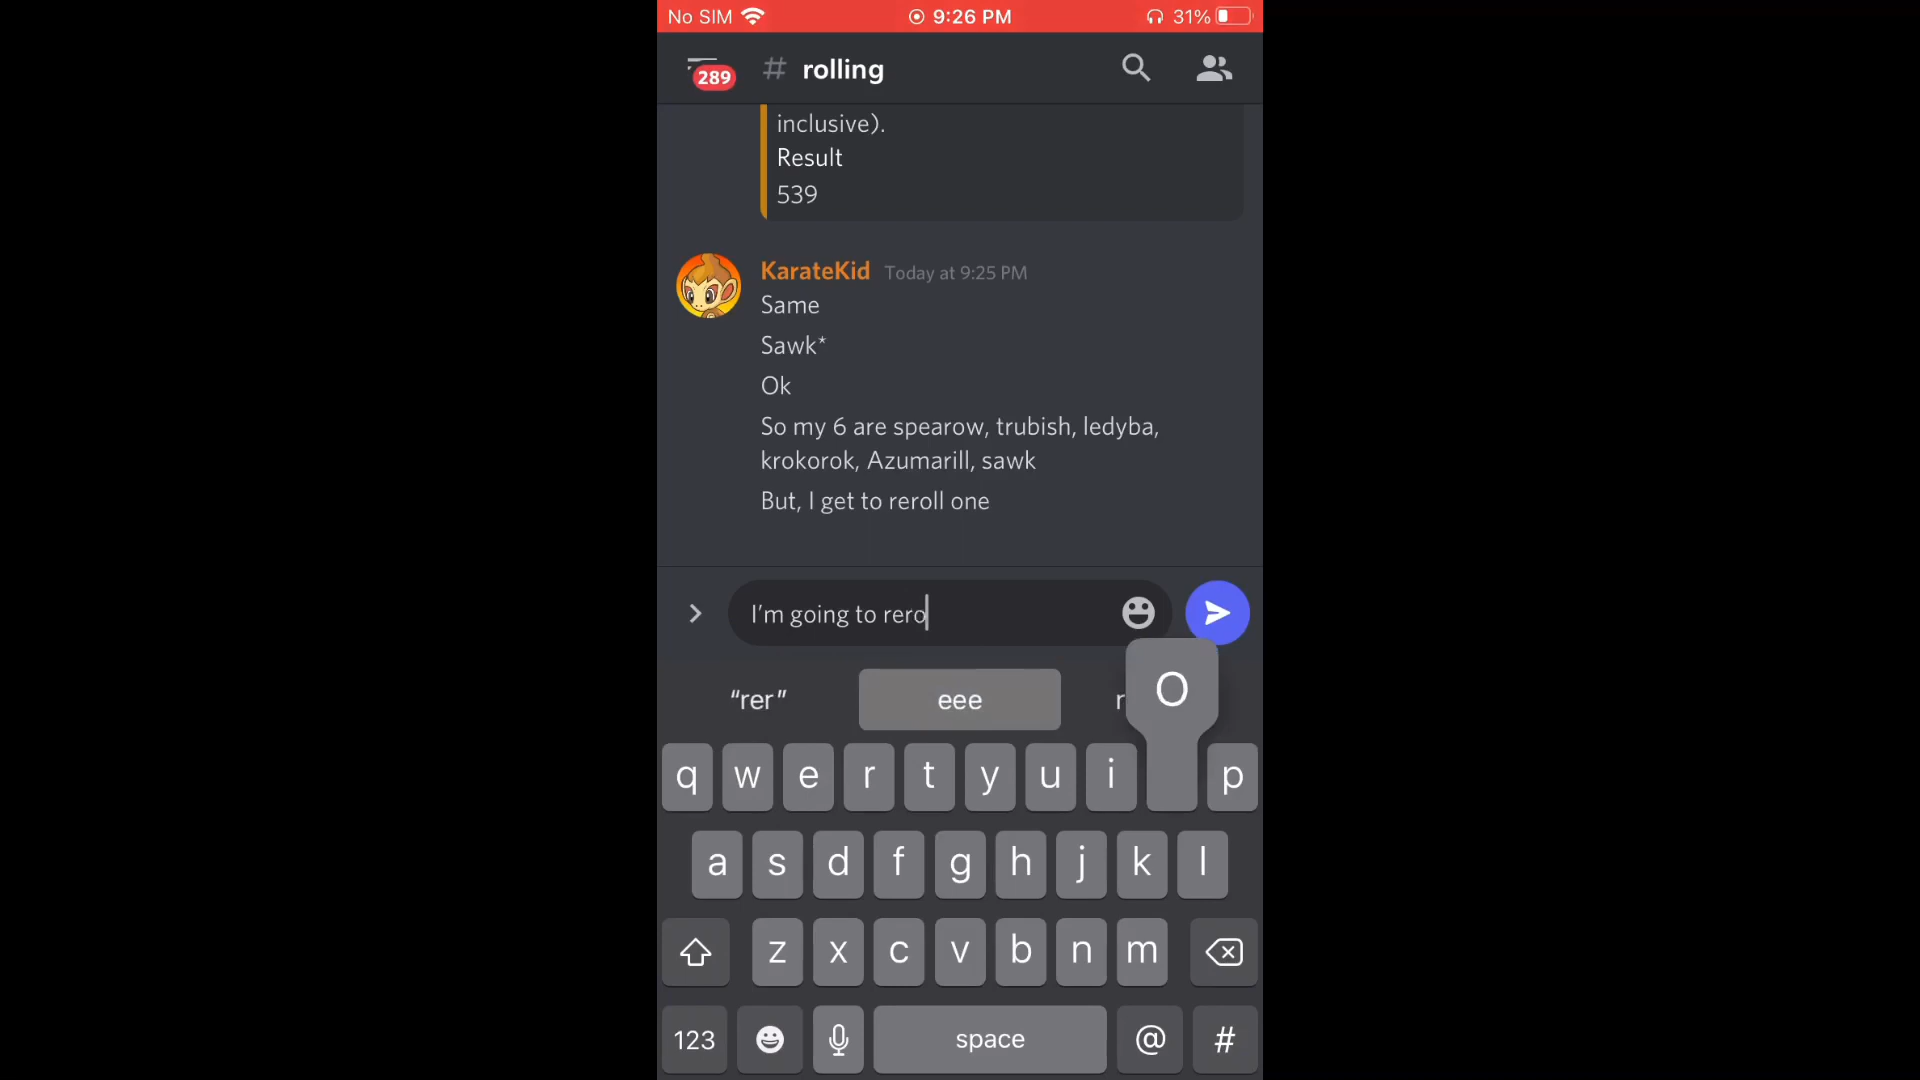 No SIM 9:26 PM 31%
289 # rolling
inclusive).
Result
539
KarateKid Today at 9:25 PM
Same
Sawk*
Ok
So my 6 are spearow, trubish, ledyba,
krokorok, Azumarill, sawk
But, I get to reroll one
I'm going to rero
“rer” eee r
O
q w e r t y u i p
a s d f g h j k l
z x c v b n m
123 space @ #